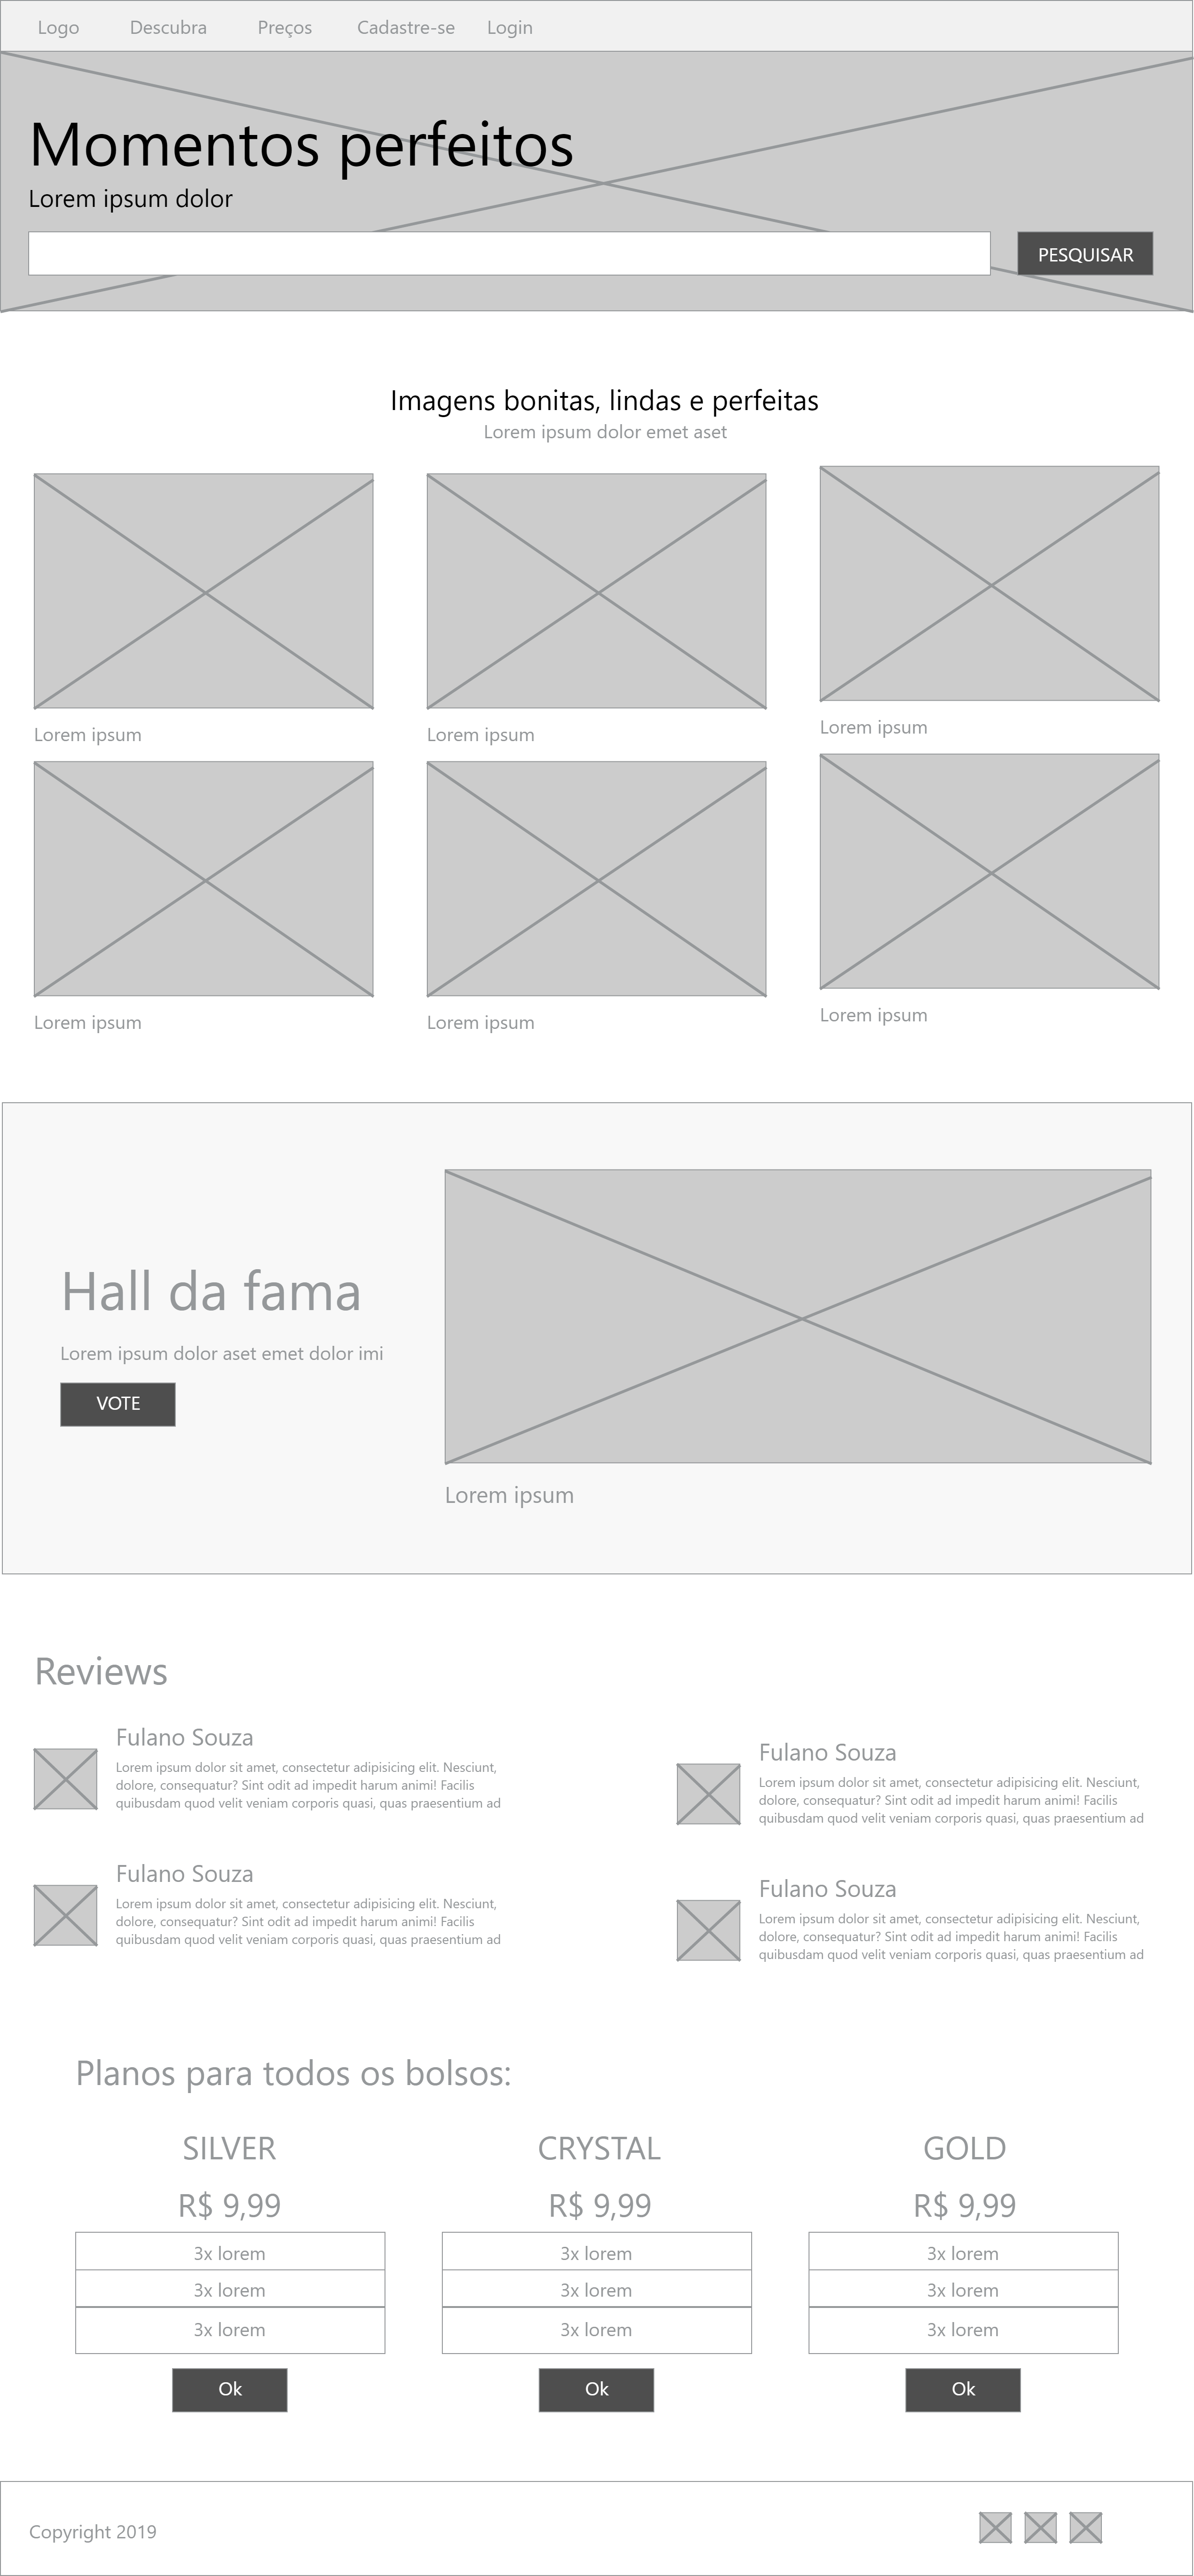 Logo Descubra Preços Cadastre-se Login
Momentos perfeitos
Lorem ipsum dolor
PESQUISAR
Imagens bonitas, lindas e perfeitas
Lorem ipsum dolor emet aset
Lorem ipsum Lorem ipsum Lorem ipsum
Lorem ipsum Lorem ipsum Lorem ipsum
Hall da fama
Lorem ipsum dolor aset emet dolor imi
VOTE
Lorem ipsum
Reviews
Fulano Souza
Lorem ipsum dolor sit amet, consectetur adipisicing elit. Nesciunt,
dolore, consequatur? Sint odit ad impedit harum animi! Facilis
quibusdam quod velit veniam corporis quasi, quas praesentium ad
Fulano Souza
Lorem ipsum dolor sit amet, consectetur adipisicing elit. Nesciunt,
dolore, consequatur? Sint odit ad impedit harum animi! Facilis
quibusdam quod velit veniam corporis quasi, quas praesentium ad
Fulano Souza
Lorem ipsum dolor sit amet, consectetur adipisicing elit. Nesciunt,
dolore, consequatur? Sint odit ad impedit harum animi! Facilis
quibusdam quod velit veniam corporis quasi, quas praesentium ad
Fulano Souza
Lorem ipsum dolor sit amet, consectetur adipisicing elit. Nesciunt,
dolore, consequatur? Sint odit ad impedit harum animi! Facilis
quibusdam quod velit veniam corporis quasi, quas praesentium ad
Planos para todos os bolsos:
SILVER CRYSTAL GOLD
R$ 9,99 R$ 9,99 R$ 9,99
3x lorem 3x lorem 3x lorem
3x lorem 3x lorem 3x lorem
3x lorem 3x lorem 3x lorem
Ok Ok Ok
Copyright 2019